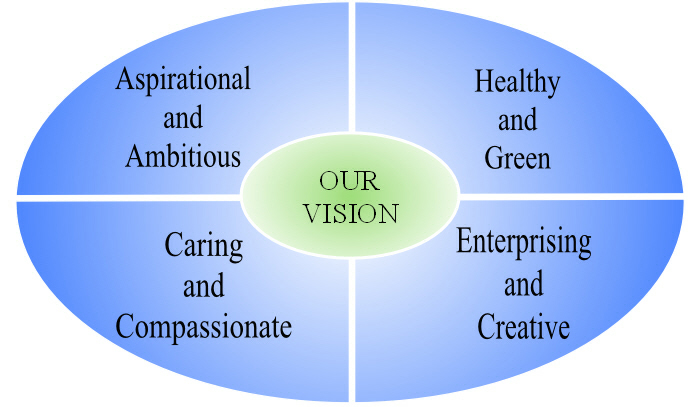 Aspirational
and
Ambitious
Healthy
and
Green
OUR
VISION
Caring
and
Compassionate
Enterprising
and
Creative